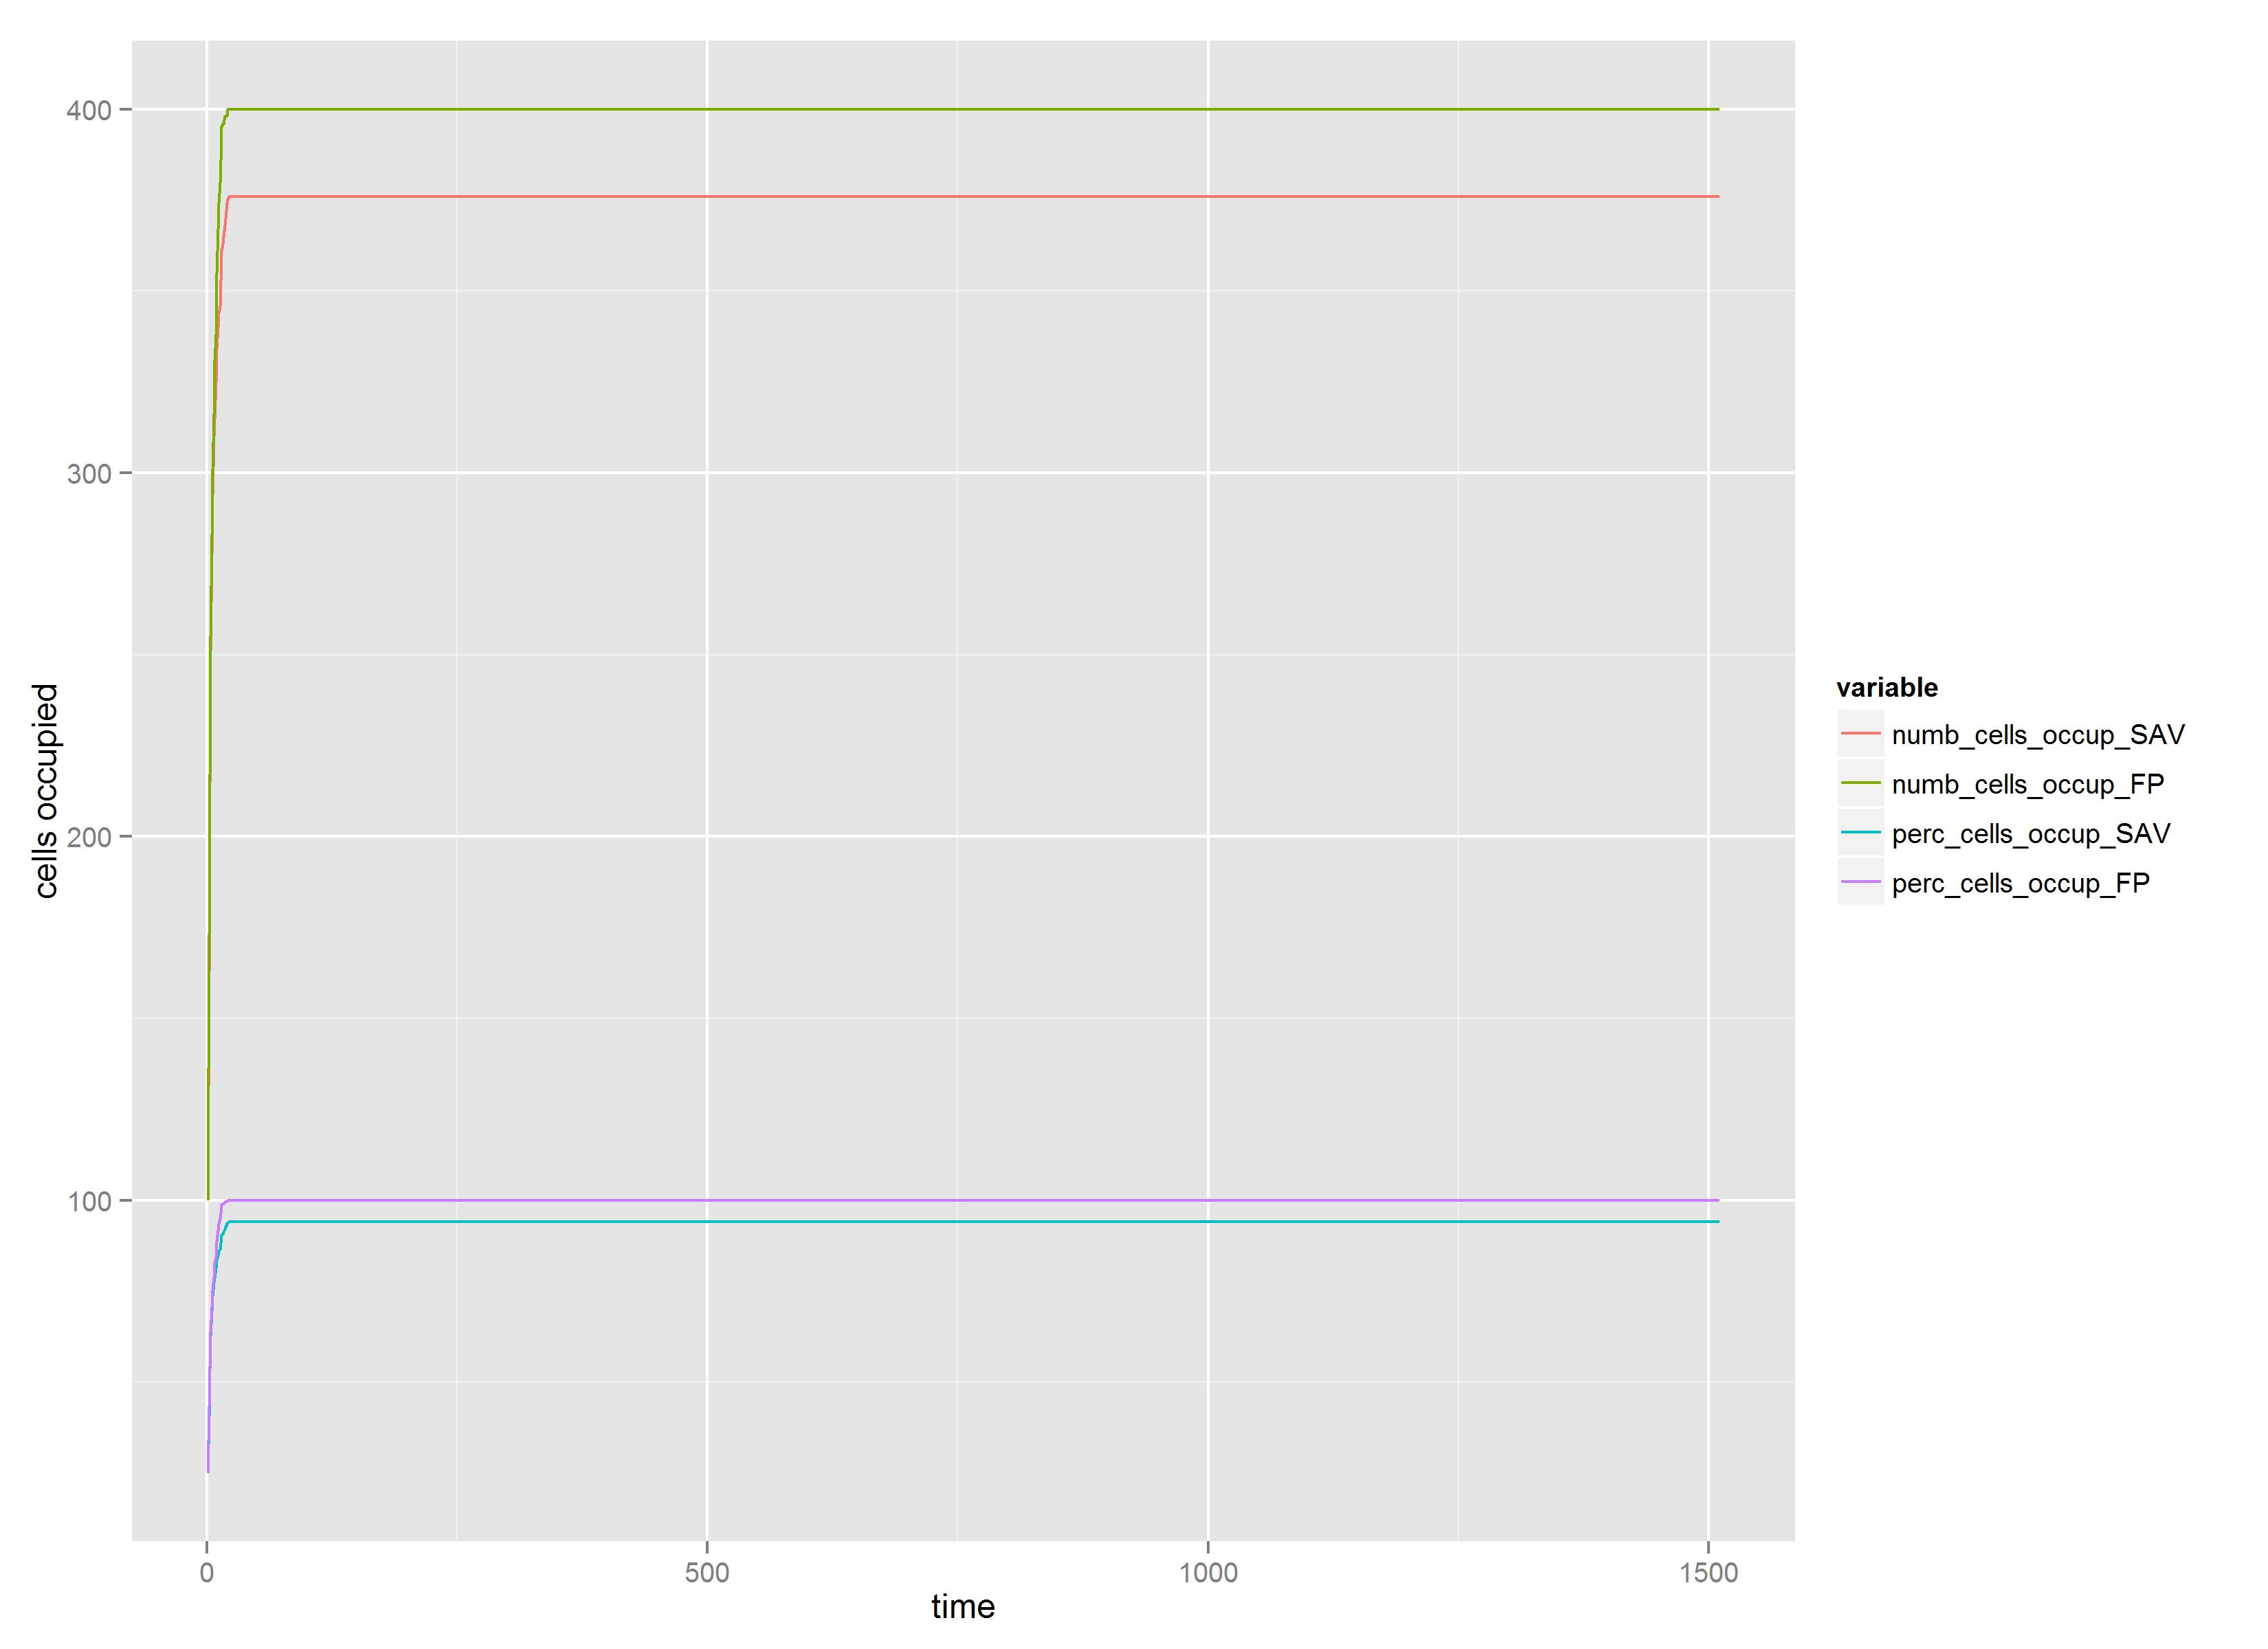 400
300
200
100
cells occupied
0 500 1000 1500
time
variable
numb_cells_occup_SAV
numb_cells_occup_FP
perc_cells_occup_SAV
perc_cells_occup_FP